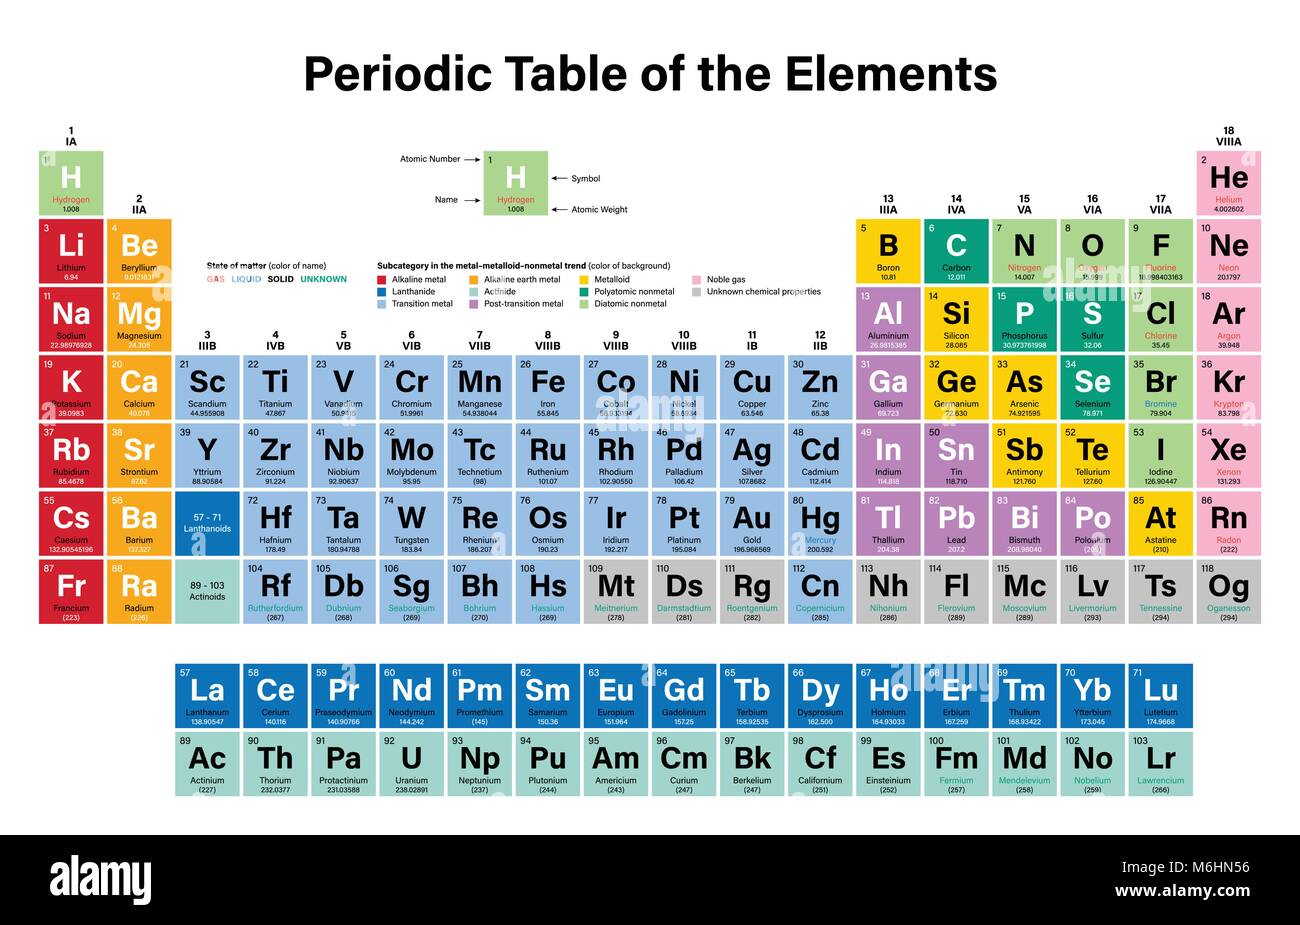 Periodic Table of the Elements
1 18
IA VIIIA
1 H Hydrogen 1.008
Atomic Number 1 H Hydrogen 1.008 Symbol
Name Atomic Weight
2 He Helium 4.002602
2 13 14 15 16 17
IIA IIIA IVA VA VIA VIIA
3 Li Lithium 6.94
4 Be Beryllium 9.0121831
5 B Boron 10.81
6 C Carbon 12.011
7 N Nitrogen 14.007
8 O Oxygen 15.999
9 F Fluorine 18.998403163
10 Ne Neon 20.1797
State of matter (color of name)
GAS LIQUID SOLID UNKNOWN
Subcategory in the metal-metalloid-nonmetal trend (color of background)
Alkaline metal Alkaline earth metal Metalloid Noble gas
Lanthanide Actinide Polyatomic nonmetal Unknown chemical properties
Transition metal Post-transition metal Diatomic nonmetal
11 Na Sodium 22.98976928
12 Mg Magnesium 24.305
13 Al Aluminium 26.9815385
14 Si Silicon 28.085
15 P Phosphorus 30.973761998
16 S Sulfur 32.06
17 Cl Chlorine 35.45
18 Ar Argon 39.948
3 4 5 6 7 8 9 10 11 12
IIIB IVB VB VIB VIIB VIIIB VIIIB VIIIB IB IIB
19 K Potassium 39.0983
20 Ca Calcium 40.078
21 Sc Scandium 44.955908
22 Ti Titanium 47.867
23 V Vanadium 50.9415
24 Cr Chromium 51.9961
25 Mn Manganese 54.938044
26 Fe Iron 55.845
27 Co Cobalt 58.933194
28 Ni Nickel 58.6934
29 Cu Copper 63.546
30 Zn Zinc 65.38
31 Ga Gallium 69.723
32 Ge Germanium 72.630
33 As Arsenic 74.921595
34 Se Selenium 78.971
35 Br Bromine 79.904
36 Kr Krypton 83.798
37 Rb Rubidium 85.4678
38 Sr Strontium 87.62
39 Y Yttrium 88.90584
40 Zr Zirconium 91.224
41 Nb Niobium 92.90637
42 Mo Molybdenum 95.95
43 Tc Technetium (98)
44 Ru Ruthenium 101.07
45 Rh Rhodium 102.90550
46 Pd Palladium 106.42
47 Ag Silver 107.8682
48 Cd Cadmium 112.414
49 In Indium 114.818
50 Sn Tin 118.710
51 Sb Antimony 121.760
52 Te Tellurium 127.60
53 I Iodine 126.90447
54 Xe Xenon 131.293
55 Cs Caesium 132.90545196
56 Ba Barium 137.327
57 - 71 Lanthanoids
72 Hf Hafnium 178.49
73 Ta Tantalum 180.94788
74 W Tungsten 183.84
75 Re Rhenium 186.207
76 Os Osmium 190.23
77 Ir Iridium 192.217
78 Pt Platinum 195.084
79 Au Gold 196.966569
80 Hg Mercury 200.592
81 Tl Thallium 204.38
82 Pb Lead 207.2
83 Bi Bismuth 208.98040
84 Po Polonium (209)
85 At Astatine (210)
86 Rn Radon (222)
87 Fr Francium (223)
88 Ra Radium (226)
89 - 103 Actinoids
104 Rf Rutherfordium (267)
105 Db Dubnium (268)
106 Sg Seaborgium (269)
107 Bh Bohrium (270)
108 Hs Hassium (269)
109 Mt Meitnerium (278)
110 Ds Darmstadtium (281)
111 Rg Roentgenium (282)
112 Cn Copernicium (285)
113 Nh Nihonium (286)
114 Fl Flerovium (289)
115 Mc Moscovium (289)
116 Lv Livermorium (293)
117 Ts Tennessine (294)
118 Og Oganesson (294)
57 La Lanthanum 138.90547
58 Ce Cerium 140.116
59 Pr Praseodymium 140.90766
60 Nd Neodymium 144.242
61 Pm Promethium (145)
62 Sm Samarium 150.36
63 Eu Europium 151.964
64 Gd Gadolinium 157.25
65 Tb Terbium 158.92535
66 Dy Dysprosium 162.500
67 Ho Holmium 164.93033
68 Er Erbium 167.259
69 Tm Thulium 168.93422
70 Yb Ytterbium 173.045
71 Lu Lutetium 174.9668
89 Ac Actinium (227)
90 Th Thorium 232.0377
91 Pa Protactinium 231.03588
92 U Uranium 238.02891
93 Np Neptunium (237)
94 Pu Plutonium (244)
95 Am Americium (243)
96 Cm Curium (247)
97 Bk Berkelium (247)
98 Cf Californium (251)
99 Es Einsteinium (252)
100 Fm Fermium (257)
101 Md Mendelevium (258)
102 No Nobelium (259)
103 Lr Lawrencium (266)
alamy
alamy
alamy
alamy
Image ID: M6HN56
www.alamy.com